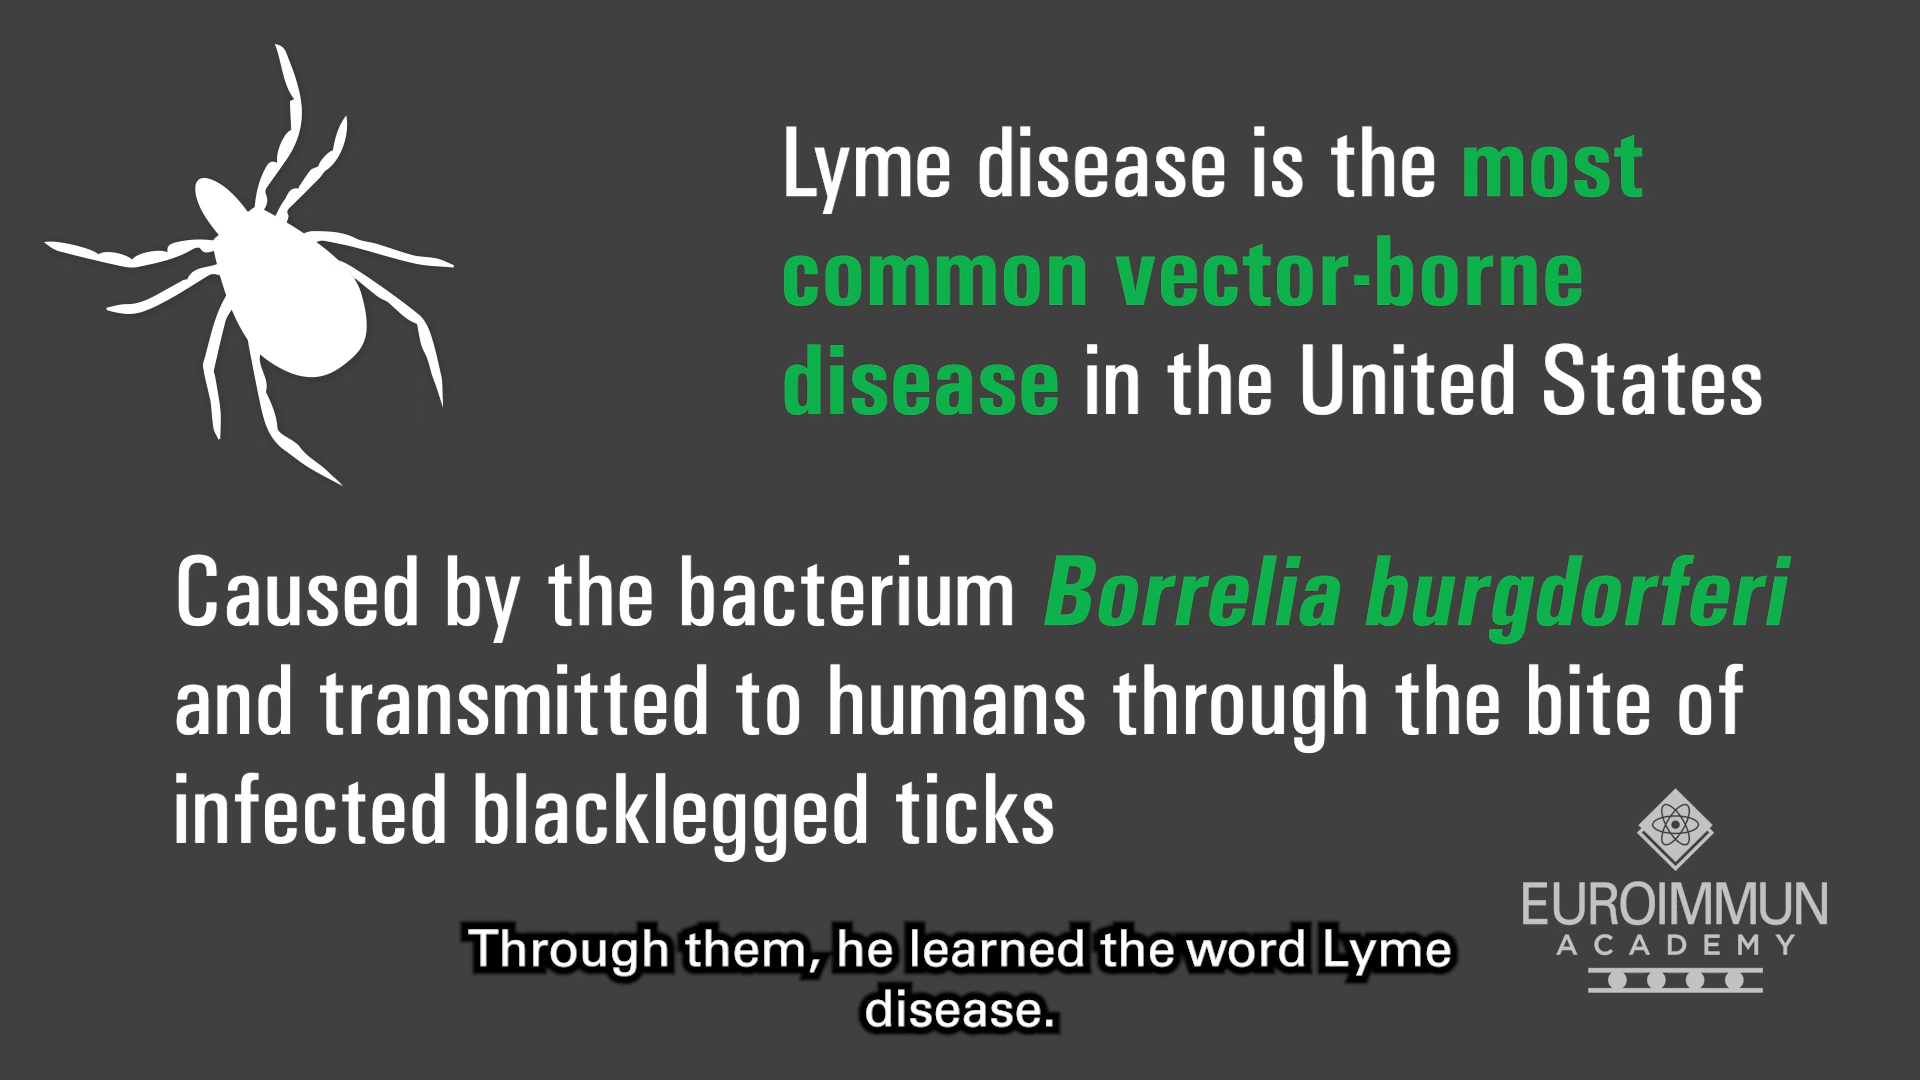 Lyme disease is the most
common vector-borne
disease in the United States
Caused by the bacterium Borrelia burgdorferi
and transmitted to humans through the bite of
infected blacklegged ticks
EUROIMMUN
ACADEMY
Through them, he learned the word Lyme
disease.